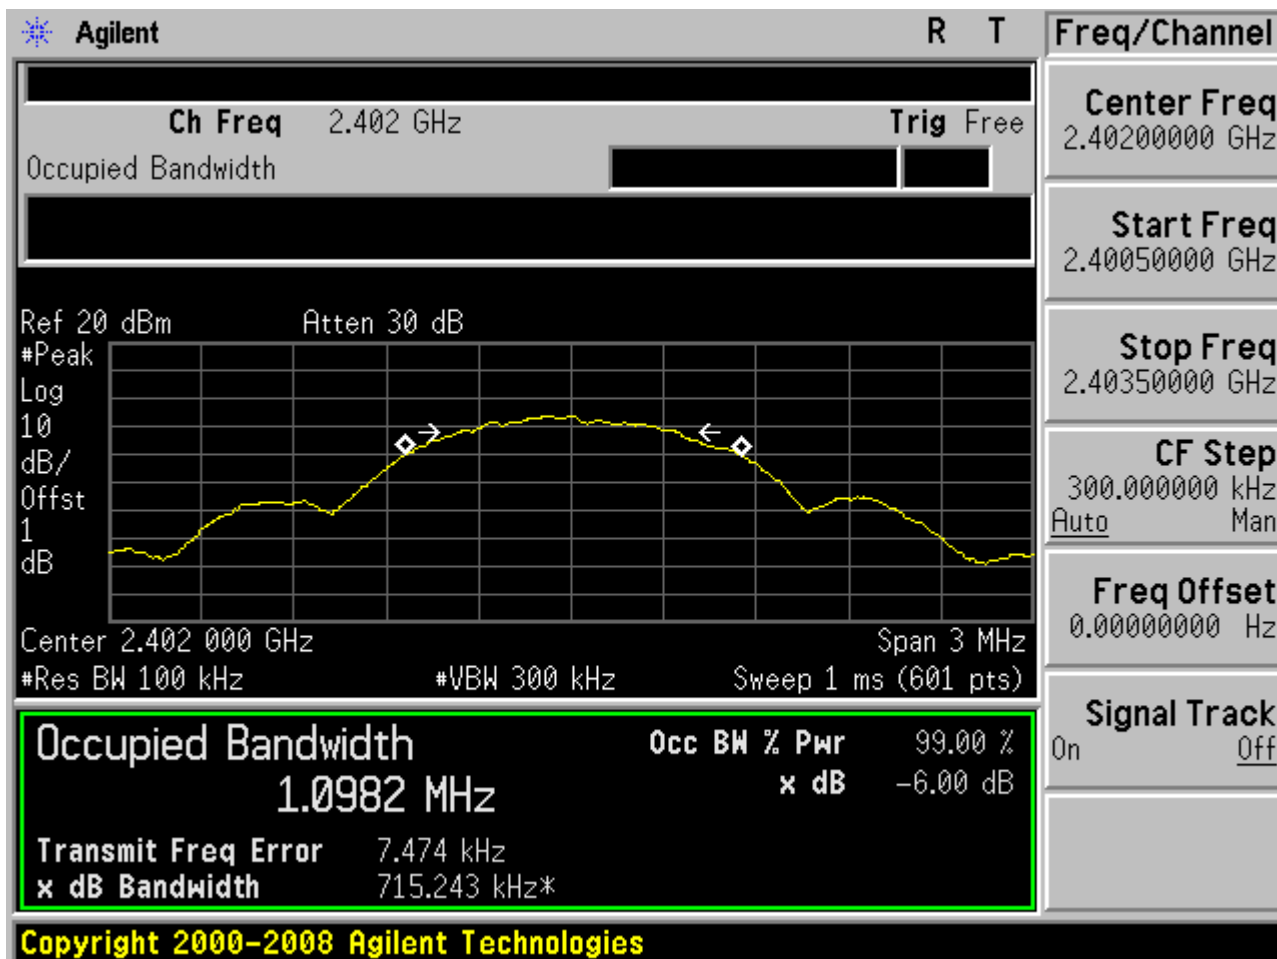 Agilent R T Freq/Channel
Ch Freq 2.402 GHz Trig Free
Occupied Bandwidth
Center Freq
2.40200000 GHz
Start Freq
2.40050000 GHz
Stop Freq
2.40350000 GHz
CF Step
300.000000 kHz
Auto Man
Freq Offset
0.00000000 Hz
Signal Track
On Off
Ref 20 dBm Atten 30 dB
#Peak
Log
10
dB/
Offst
1
dB
Center 2.402 000 GHz Span 3 MHz
#Res BW 100 kHz #VBW 300 kHz Sweep 1 ms (601 pts)
Occupied Bandwidth
1.0982 MHz
Occ BW % Pwr 99.00 %
x dB -6.00 dB
Transmit Freq Error 7.474 kHz
x dB Bandwidth 715.243 kHz*
Copyright 2000-2008 Agilent Technologies